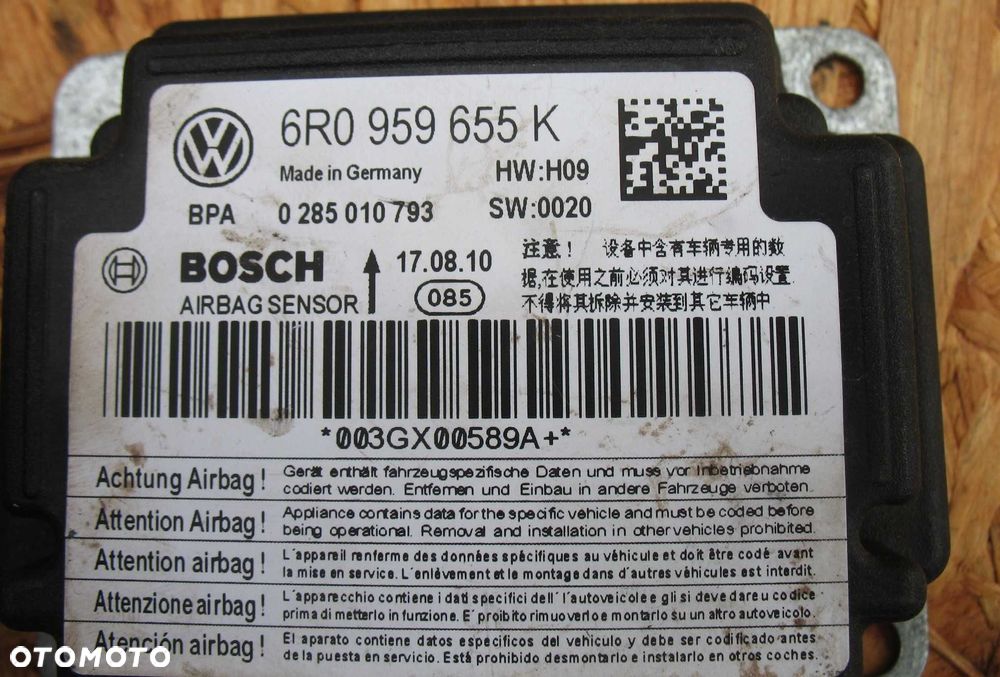 6R0 959 655 K
Made in Germany HW:H09
BPA 0 285 010 793 SW:0020
BOSCH 17.08.10
AIRBAG SENSOR 085
注意！ 设备中含有车辆专用的数
据,在使用之前必须对其进行编码设置.
不得将其拆除并安装到其它车辆中
*003GX00589A+*
Achtung Airbag! Gerät enthält fahrzeugspezifische Daten und muss vor Inbetriebnahme
codiert werden. Entfernen und Einbau in andere Fahrzeuge verboten.
Attention Airbag! Appliance contains data for the specific vehicle and must be coded before
being operational. Removal and installation in other vehicles prohibited.
Attention airbag! L'appareil renferme des données spécifiques au véhicule et doit être codé avant
la mise en service. L'enlèvement et le montage dans d'autres véhicules est interdit.
Attenzione airbag! L'apparecchio contiene i dati specifici dell'l'autoveicolo e gli si deve dare u codice
prima di metterlo in funzione. E'proibito rimuoverlo e montarlo su un altro autoveicolo.
Atención airbag! El aparato contiene datos especificos del vehiculo y debe ser codificado antes
de la puesta en servicio. Está prohibido desmontarlo e instalarlo en otros coches.
OTOMOTO